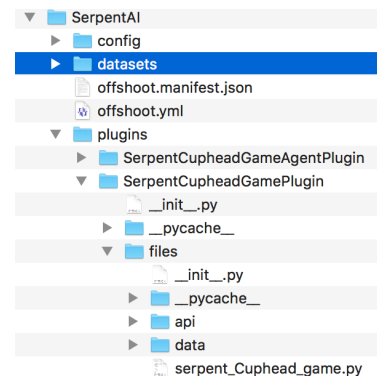 SerpentAI
config
datasets
offshoot.manifest.json
offshoot.yml
plugins
SerpentCupheadGameAgentPlugin
SerpentCupheadGamePlugin
__init__.py
__pycache__
files
__init__.py
__pycache__
api
data
serpent_Cuphead_game.py